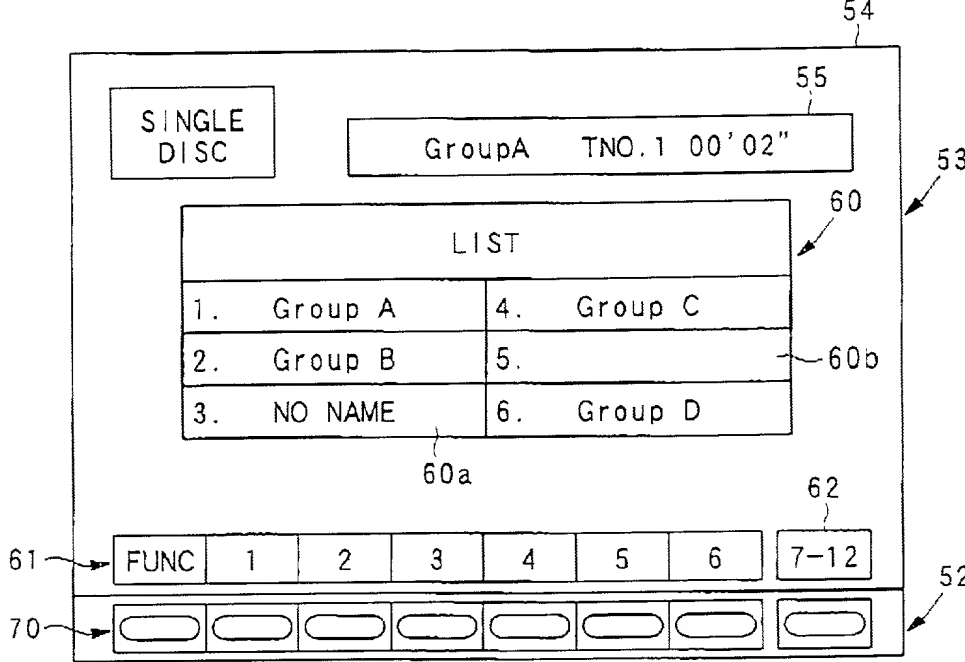 54
SINGLE
DISC
55
GroupA TNO.1 00'02"
53
60
LIST
1. Group A 4. Group C
2. Group B 5.
60b
3. NO NAME 6. Group D
60a
62
61 FUNC 1 2 3 4 5 6 7-12
52
70